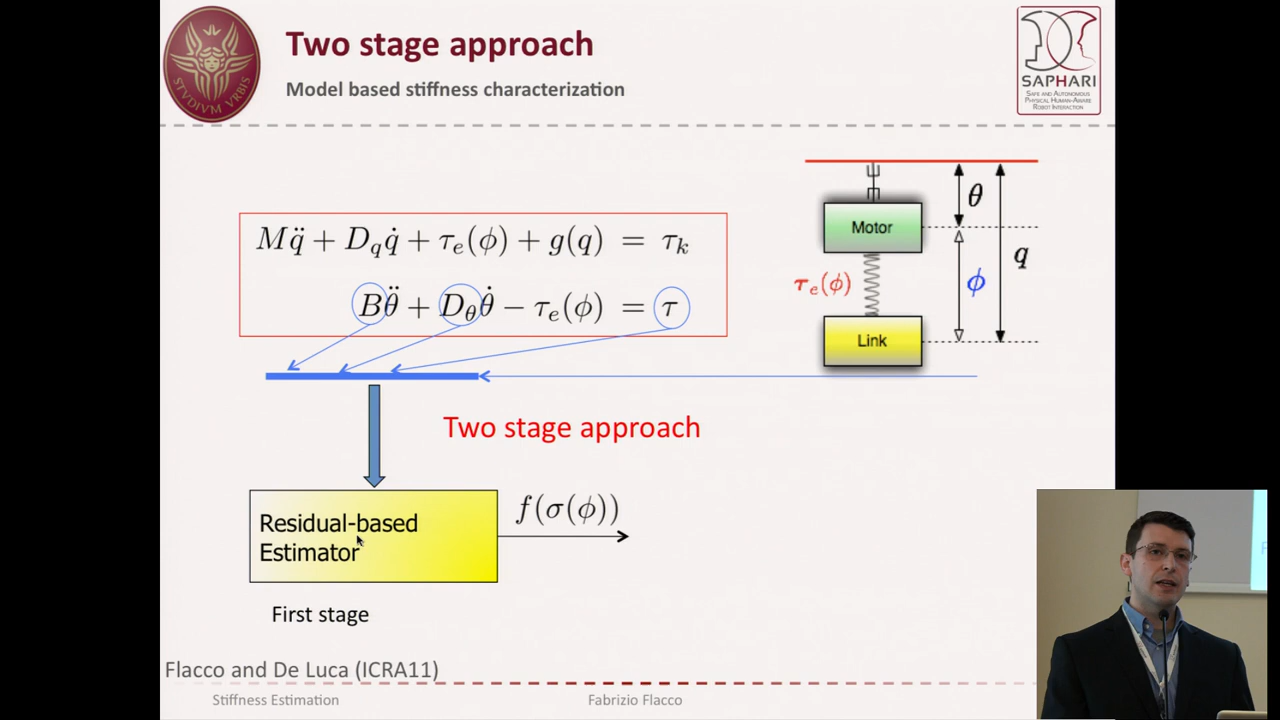 Two stage approach
Model based stiffness characterization
STVDIVM VRBIS
SAPHARI
Safe and Autonomous
Physical Human-Aware
Robot Interaction
Mq̈ + D_q q̇ + τ_e(ϕ) + g(q) = τ_k
Bθ̈ + D_θ θ̇ − τ_e(ϕ) = τ
Motor
θ
q
τ_e(ϕ)
ϕ
Link
Two stage approach
Residual-based
Estimator
f(σ(ϕ))
First stage
Flacco and De Luca (ICRA11)
Stiffness Estimation
Fabrizio Flacco